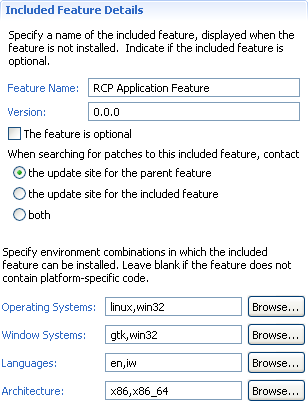 Included Feature Details
Specify a name of the included feature, displayed when the
feature is not installed.  Indicate if the included feature is
optional.
Feature Name: RCP Application Feature
Version: 0.0.0
The feature is optional
When searching for patches to this included feature, contact
the update site for the parent feature
the update site for the included feature
both
Specify environment combinations in which the included
feature can be installed. Leave blank if the feature does not
contain platform-specific code.
Operating Systems: linux,win32 Browse...
Window Systems: gtk,win32 Browse...
Languages: en,iw Browse...
Architecture: x86,x86_64 Browse...